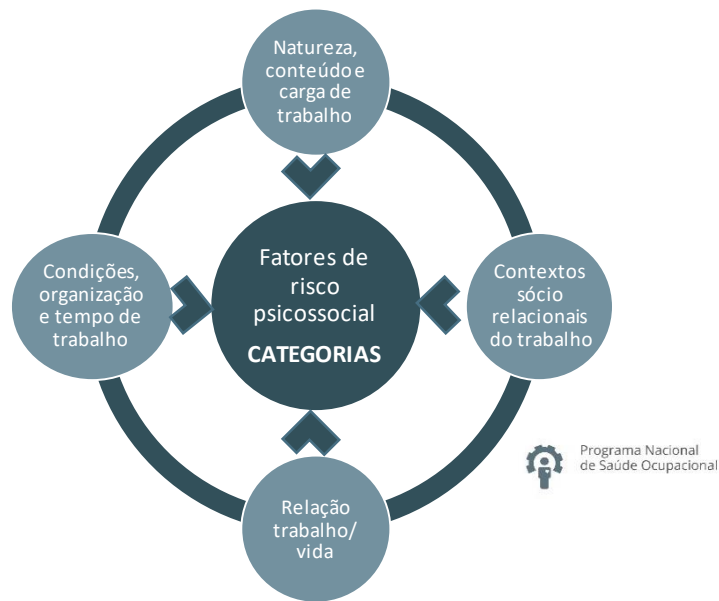 Natureza,
conteúdo e
carga de
trabalho
Condições,
organização
e tempo de
trabalho
Fatores de
risco
psicossocial
CATEGORIAS
Contextos
sócio
relacionais
do trabalho
Relação
trabalho/
vida
Programa Nacional
de Saúde Ocupacional